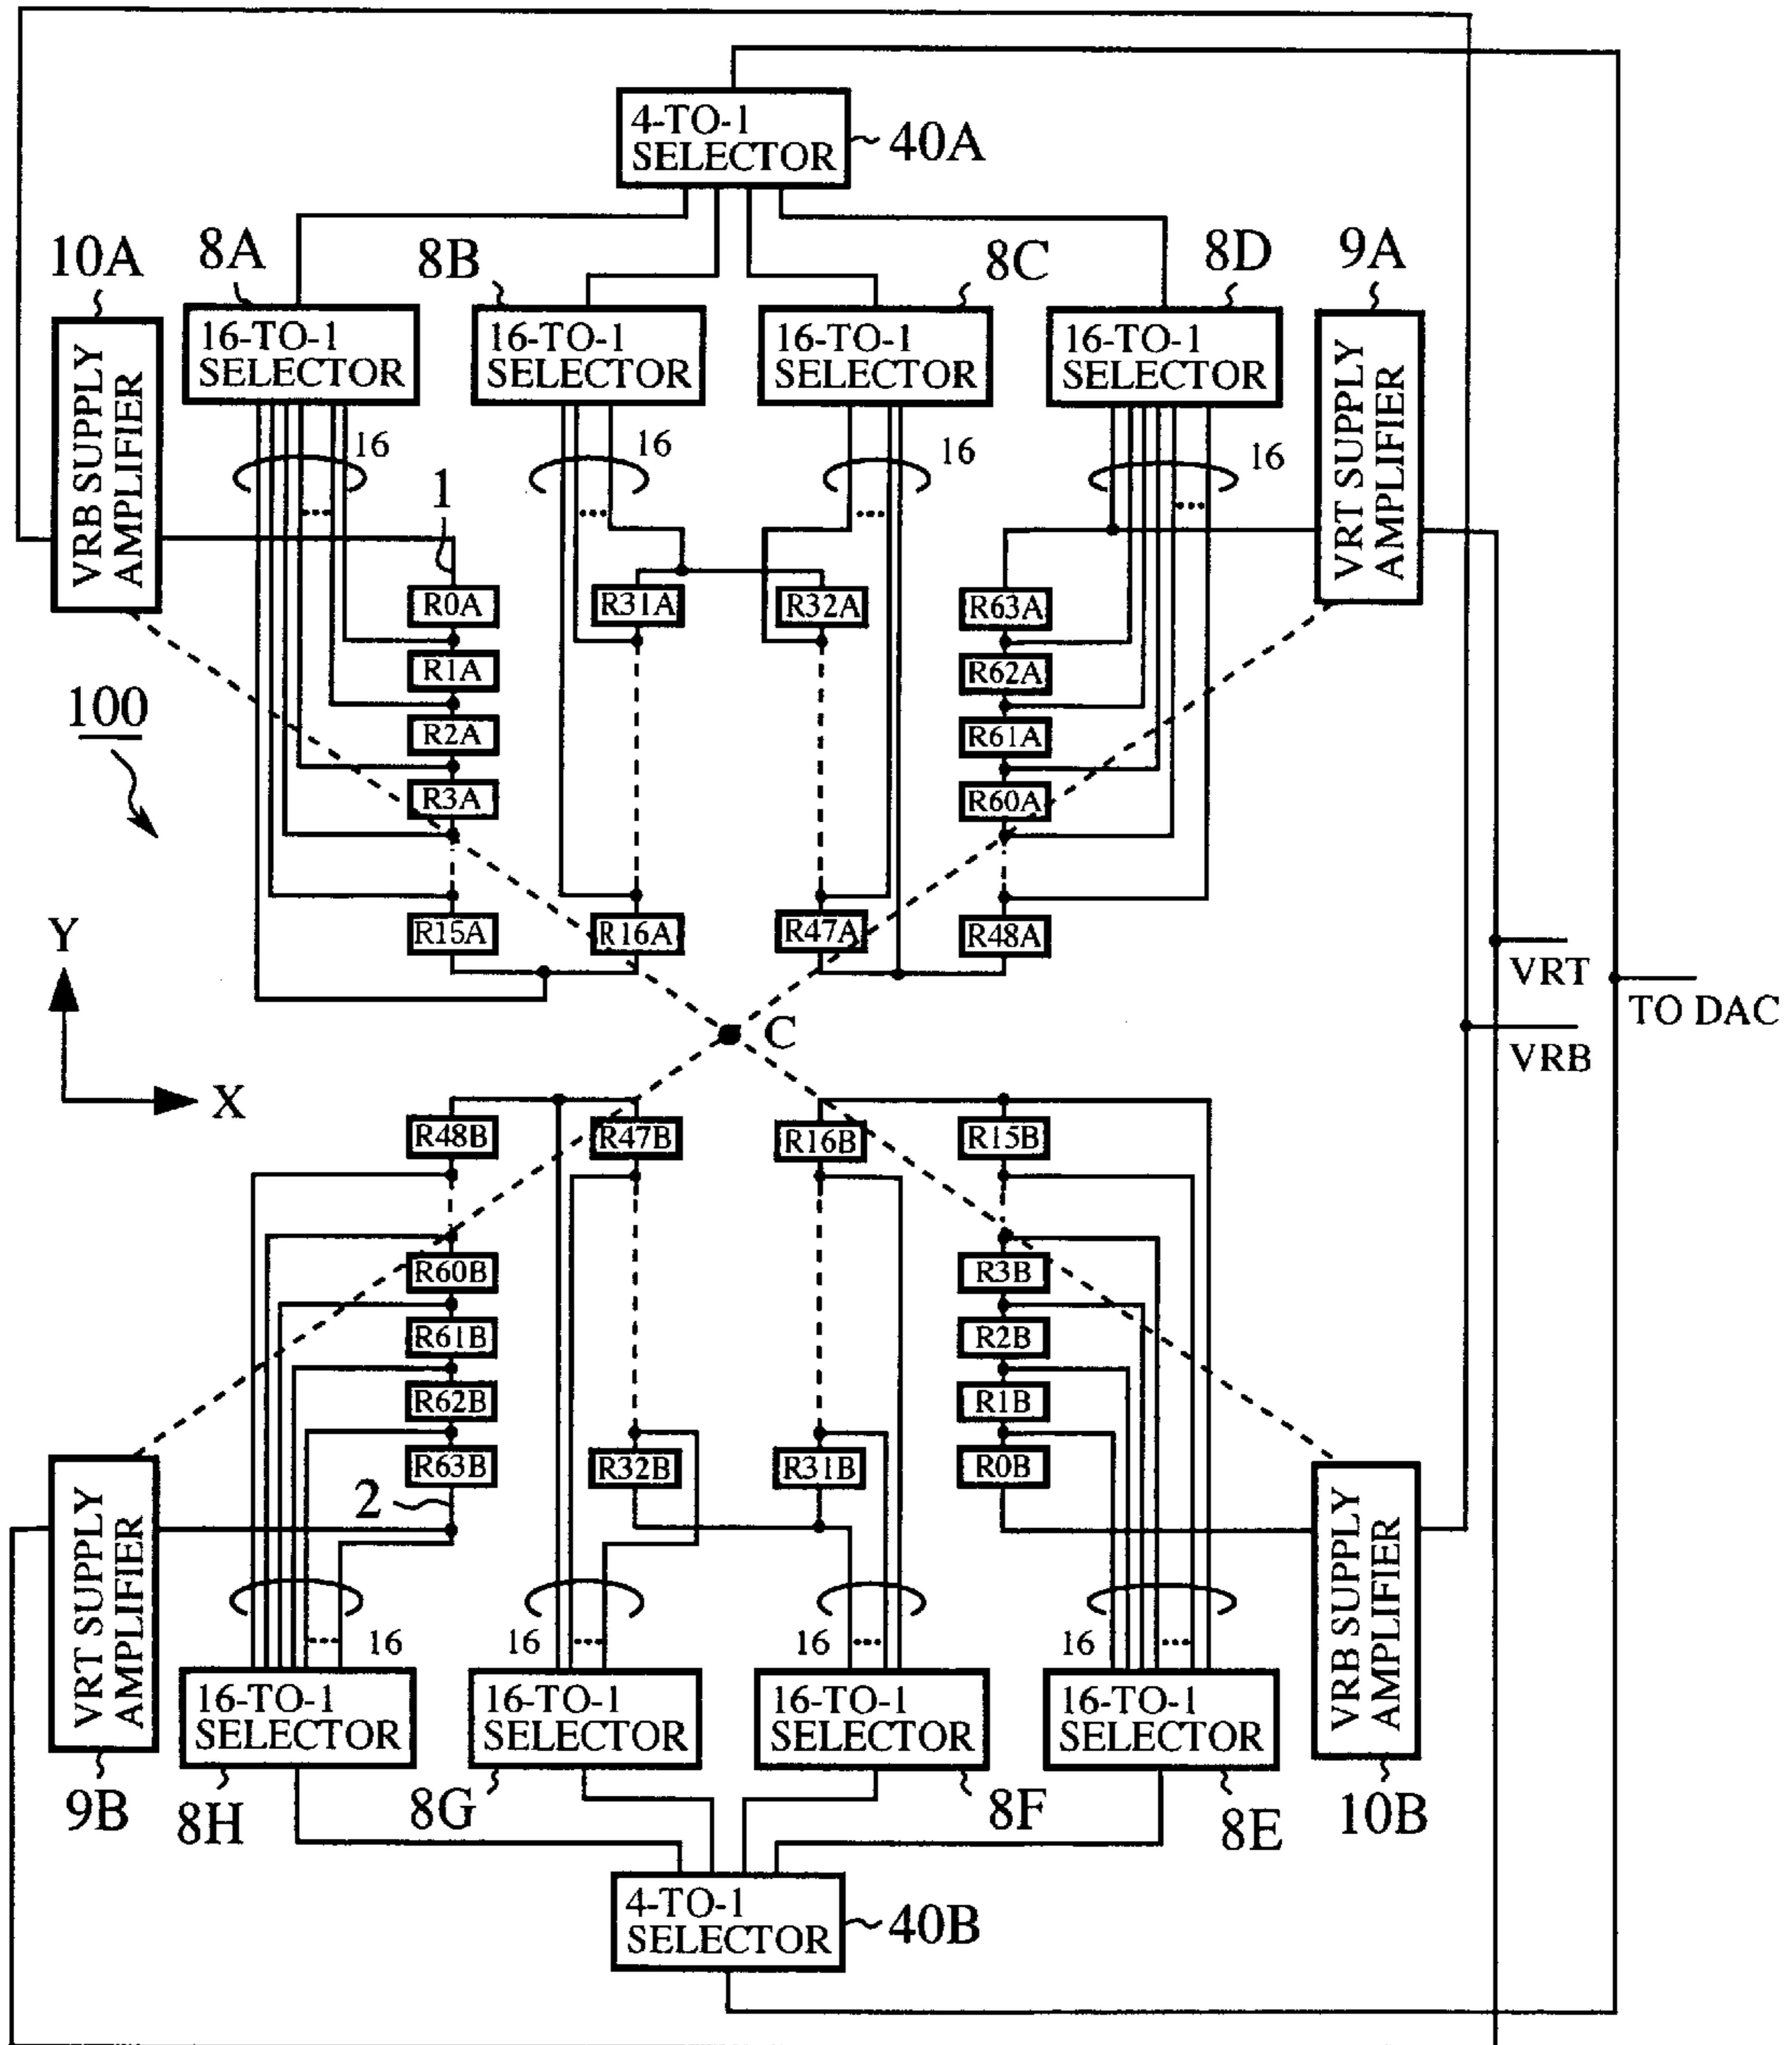 4-TO-1
SELECTOR
40A
10A
8A
8B
8C
8D
9A
VRB SUPPLY
AMPLIFIER
16-TO-1
SELECTOR
16-TO-1
SELECTOR
16-TO-1
SELECTOR
16-TO-1
SELECTOR
VRT SUPPLY
AMPLIFIER
16
16
16
16
1
R0A
R31A
R32A
R63A
R1A
R62A
100
R2A
R61A
R3A
R60A
R15A
R16A
R47A
R48A
Y
X
C
VRT
TO DAC
VRB
R48B
R47B
R16B
R15B
R60B
R3B
R61B
R2B
R62B
R1B
R63B
R32B
R31B
R0B
2
VRT SUPPLY
AMPLIFIER
16
16
16
16
VRB SUPPLY
AMPLIFIER
16-TO-1
SELECTOR
16-TO-1
SELECTOR
16-TO-1
SELECTOR
16-TO-1
SELECTOR
9B
8H
8G
8F
8E
10B
4-TO-1
SELECTOR
40B